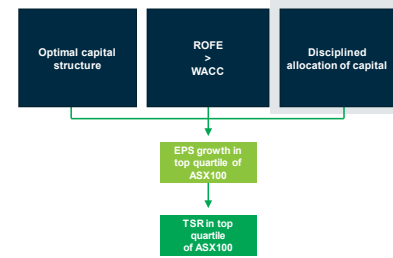 Optimal capital
structure
ROFE
>
WACC
Disciplined
allocation of capital
EPS growth in
top quartile of
ASX100
TSR in top
quartile
of ASX100